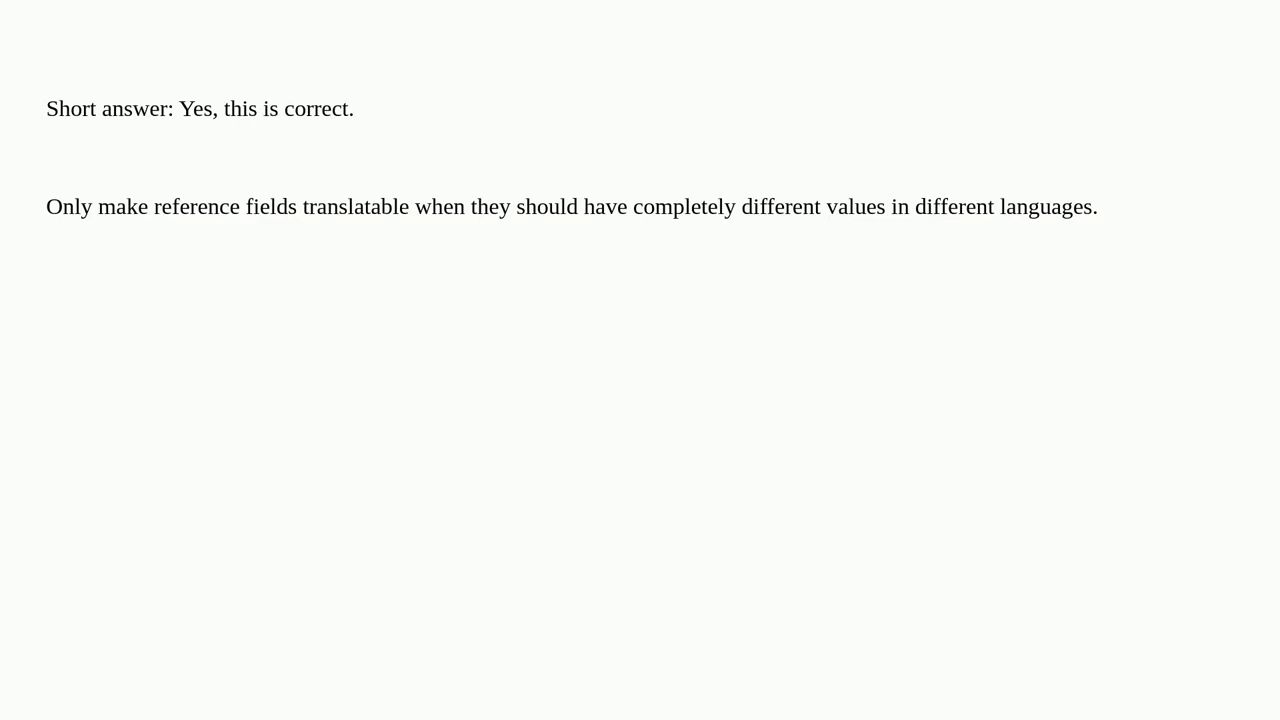 Short answer: Yes, this is correct.
Only make reference fields translatable when they should have completely different values in different languages.